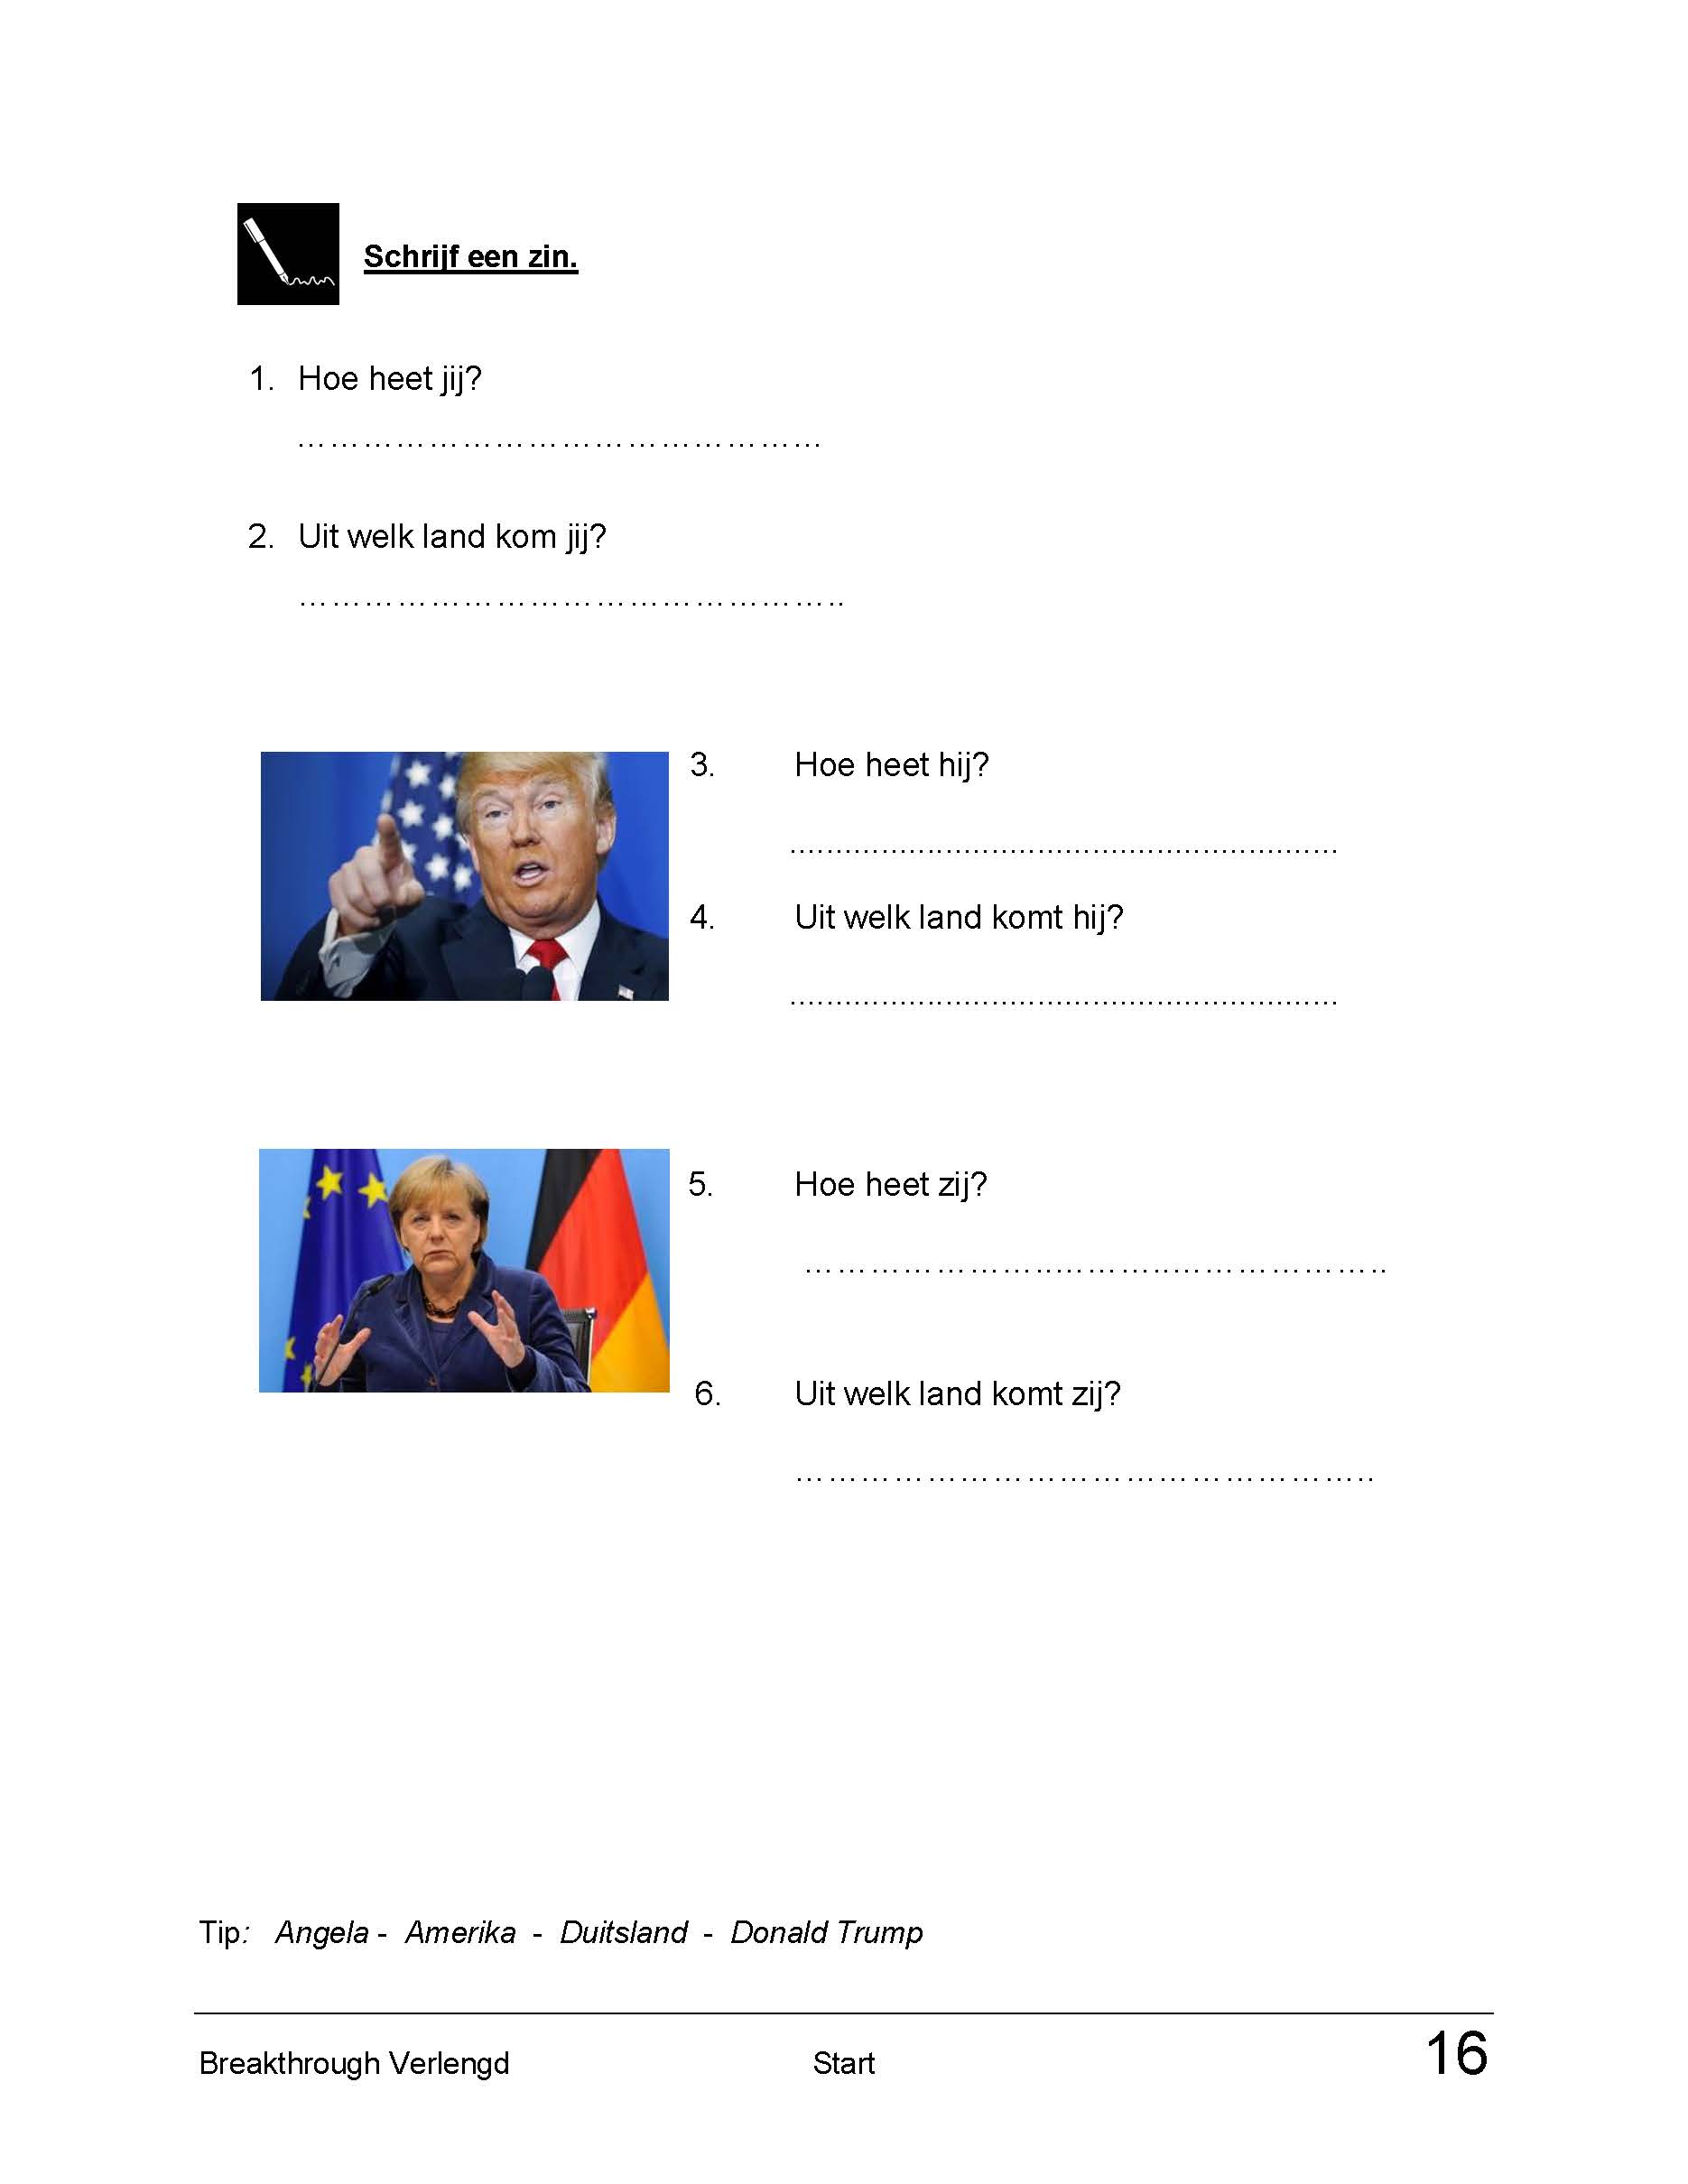 Schrijf een zin.
1. Hoe heet jij?
………………………………………
2. Uit welk land kom jij?
………………………………………..
3. Hoe heet hij?
............................................................
4. Uit welk land komt hij?
............................................................
5. Hoe heet zij?
…………………..………..………………..
6. Uit welk land komt zij?
…………………………………………..
Tip: Angela - Amerika - Duitsland - Donald Trump
Breakthrough Verlengd Start 16